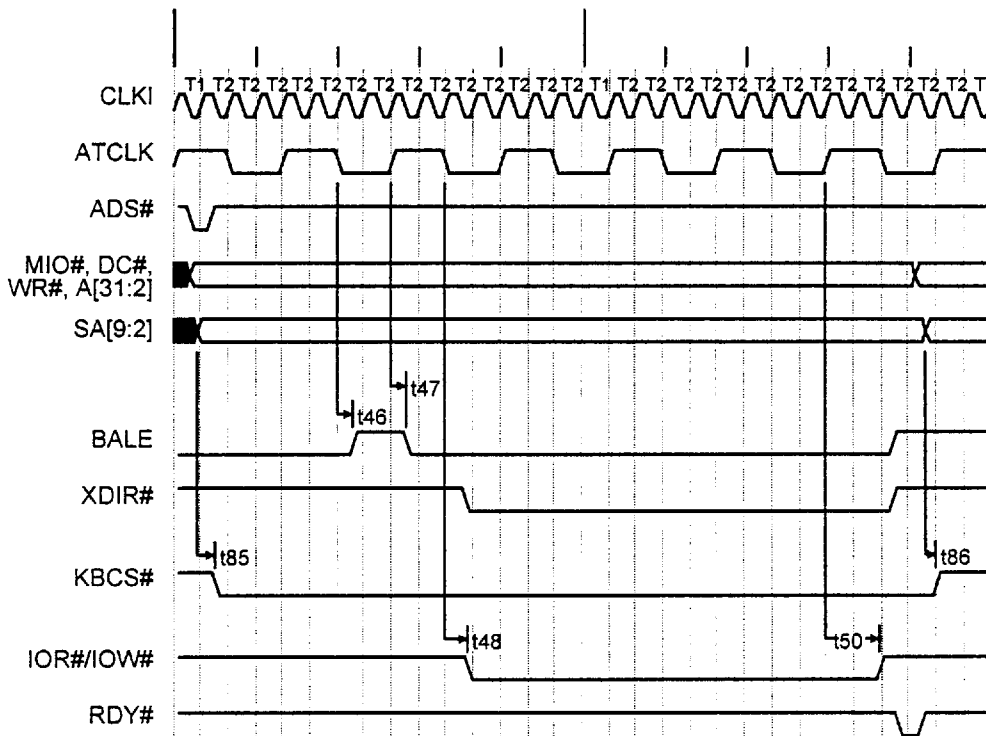 T1 T2 T2 T2 T2 T2 T2 T2 T2 T2 T2 T2 T2 T2 T2 T1 T2 T2 T2 T2 T2 T2 T2 T2 T2 T2 T2 T2 T2 T
CLKI
ATCLK
ADS#
MIO#, DC#,
WR#, A[31:2]
SA[9:2]
t47
t46
BALE
XDIR#
t85
t86
KBCS#
t48
t50
IOR#/IOW#
RDY#